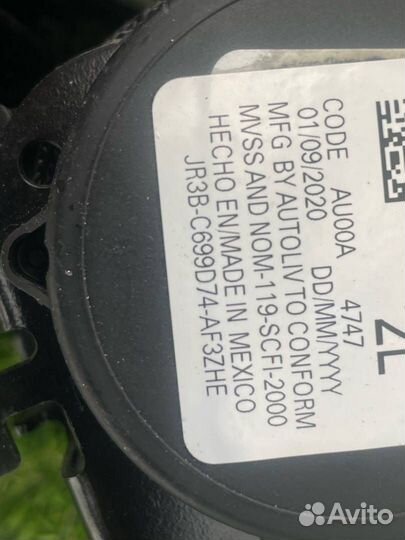 CODE AU00A 4747
01/09/2020 DD/MM/YYYY
MFG BY AUTOLIV TO CONFORM
MVSS AND NOM-119-SCFI-2000
HECHO EN/MADE IN MEXICO
JR3B-C699D74-AF3ZHE
ZL
Avito